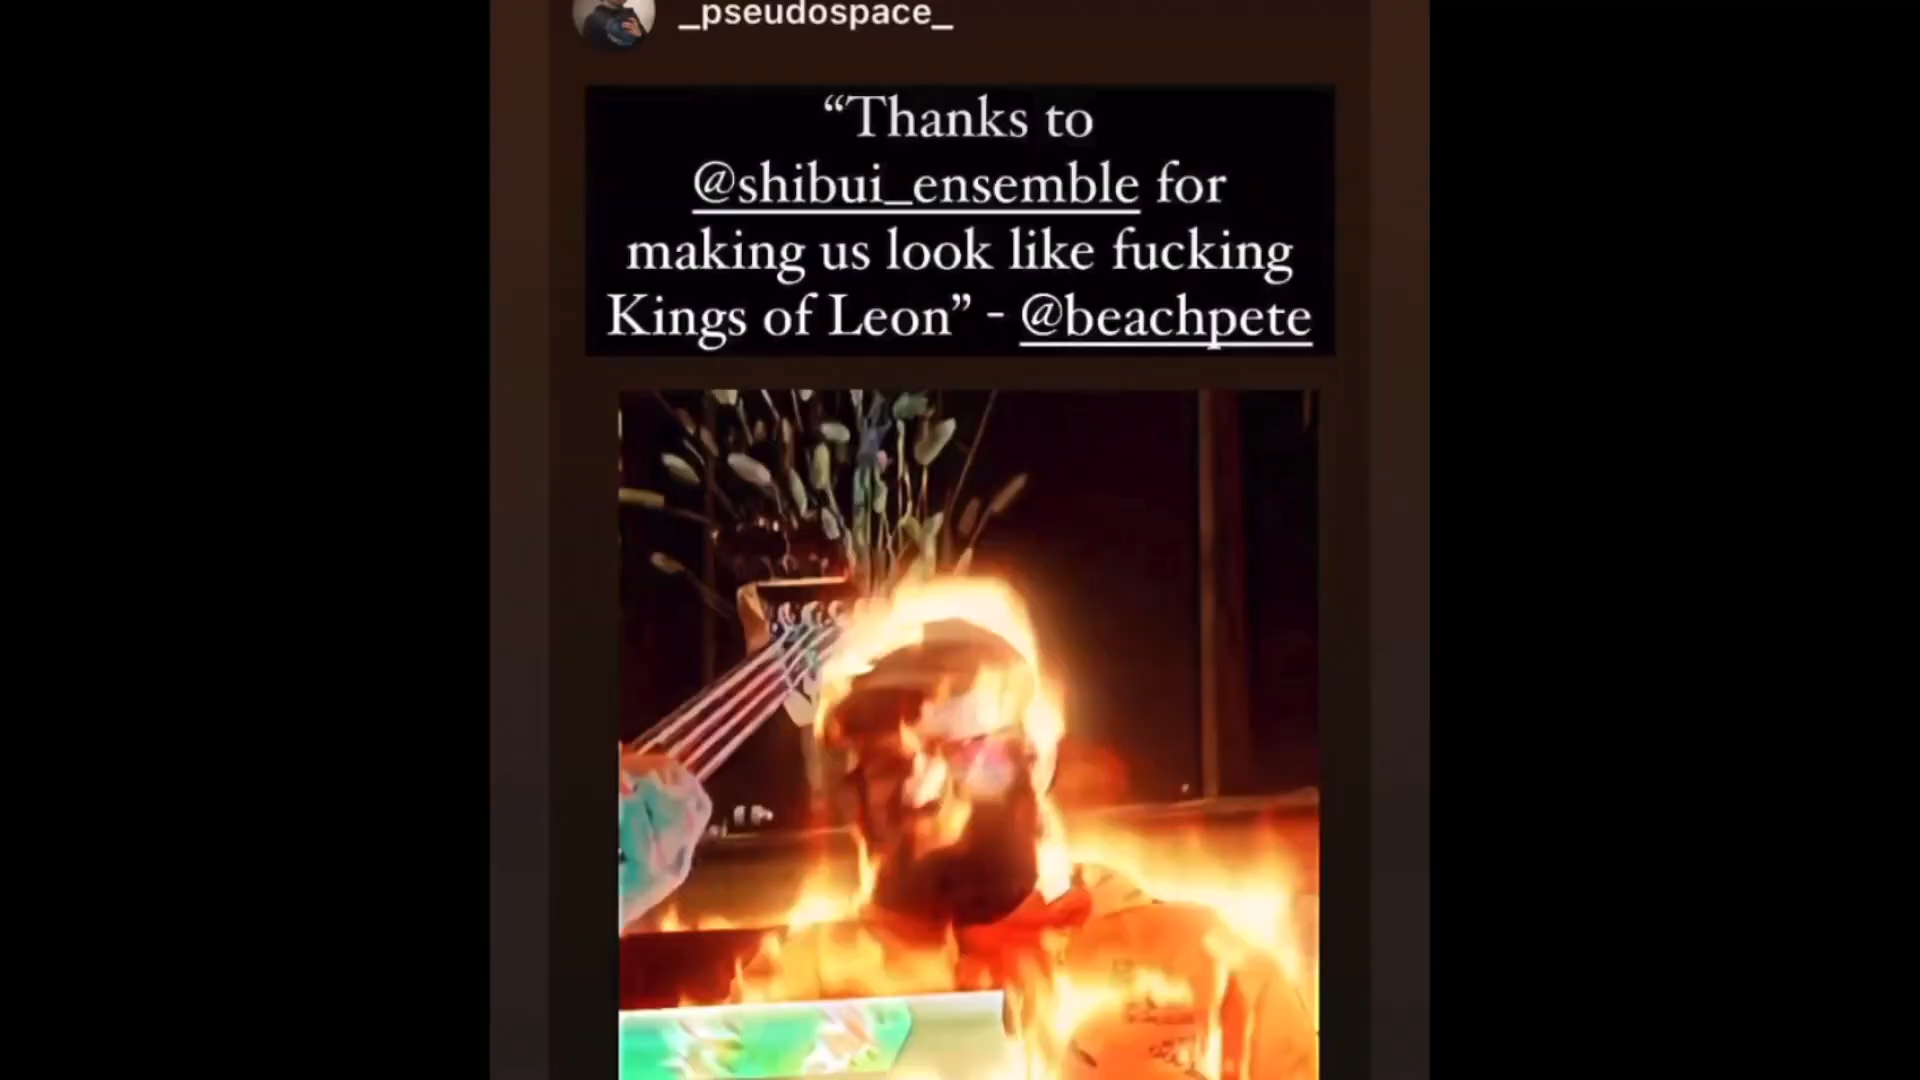 _pseudospace_
“Thanks to
@shibui_ensemble for
making us look like fucking
Kings of Leon” - @beachpete